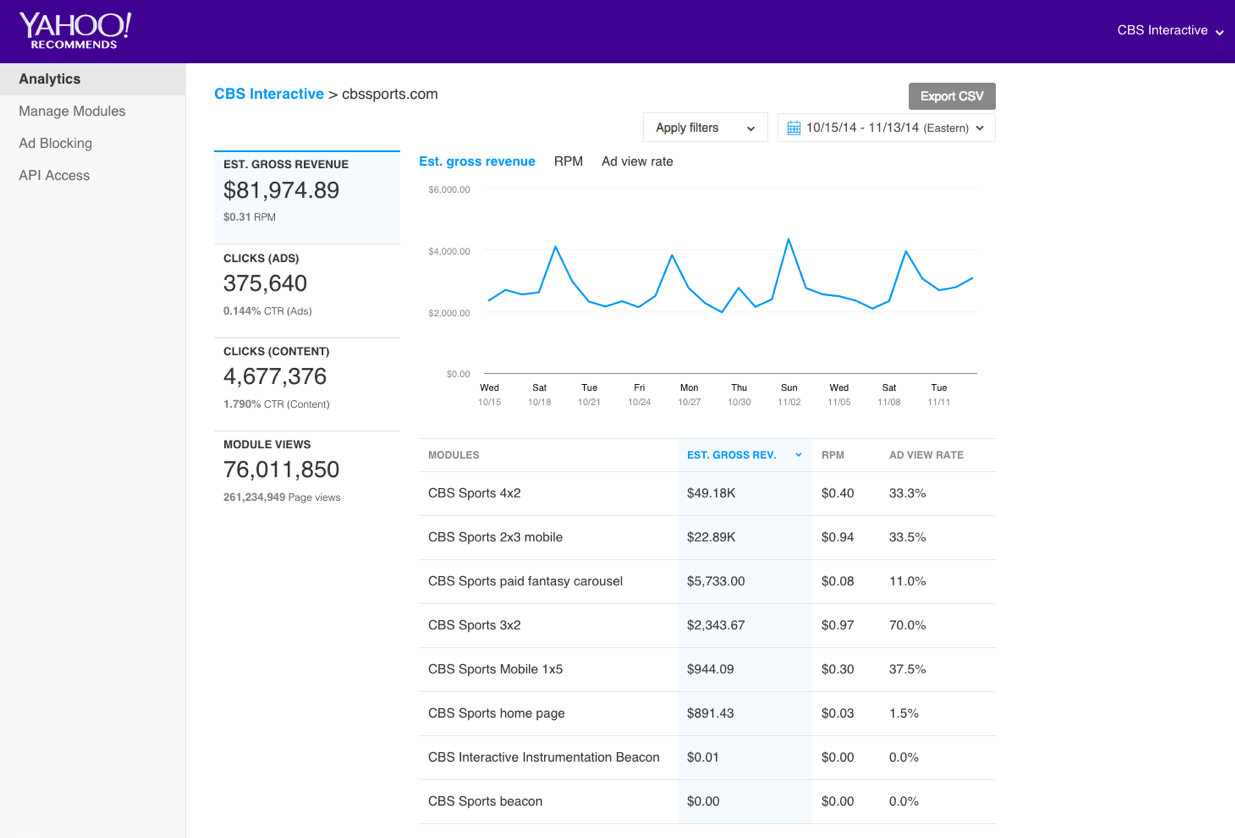 YAHOO!
RECOMMENDS
CBS Interactive
Analytics
Manage Modules
Ad Blocking
API Access
CBS Interactive > cbssports.com
Export CSV
Apply filters
10/15/14 - 11/13/14 (Eastern)
EST. GROSS REVENUE
$81,974.89
$0.31 RPM
CLICKS (ADS)
375,640
0.144% CTR (Ads)
CLICKS (CONTENT)
4,677,376
1.790% CTR (Content)
MODULE VIEWS
76,011,850
261,234,949 Page views
Est. gross revenue RPM Ad view rate
$6,000.00
$4,000.00
$2,000.00
$0.00
Wed Sat Tue Fri Mon Thu Sun Wed Sat Tue
10/15 10/18 10/21 10/24 10/27 10/30 11/02 11/05 11/08 11/11
MODULES EST. GROSS REV. RPM AD VIEW RATE
CBS Sports 4x2 $49.18K $0.40 33.3%
CBS Sports 2x3 mobile $22.89K $0.94 33.5%
CBS Sports paid fantasy carousel $5,733.00 $0.08 11.0%
CBS Sports 3x2 $2,343.67 $0.97 70.0%
CBS Sports Mobile 1x5 $944.09 $0.30 37.5%
CBS Sports home page $891.43 $0.03 1.5%
CBS Interactive Instrumentation Beacon $0.01 $0.00 0.0%
CBS Sports beacon $0.00 $0.00 0.0%